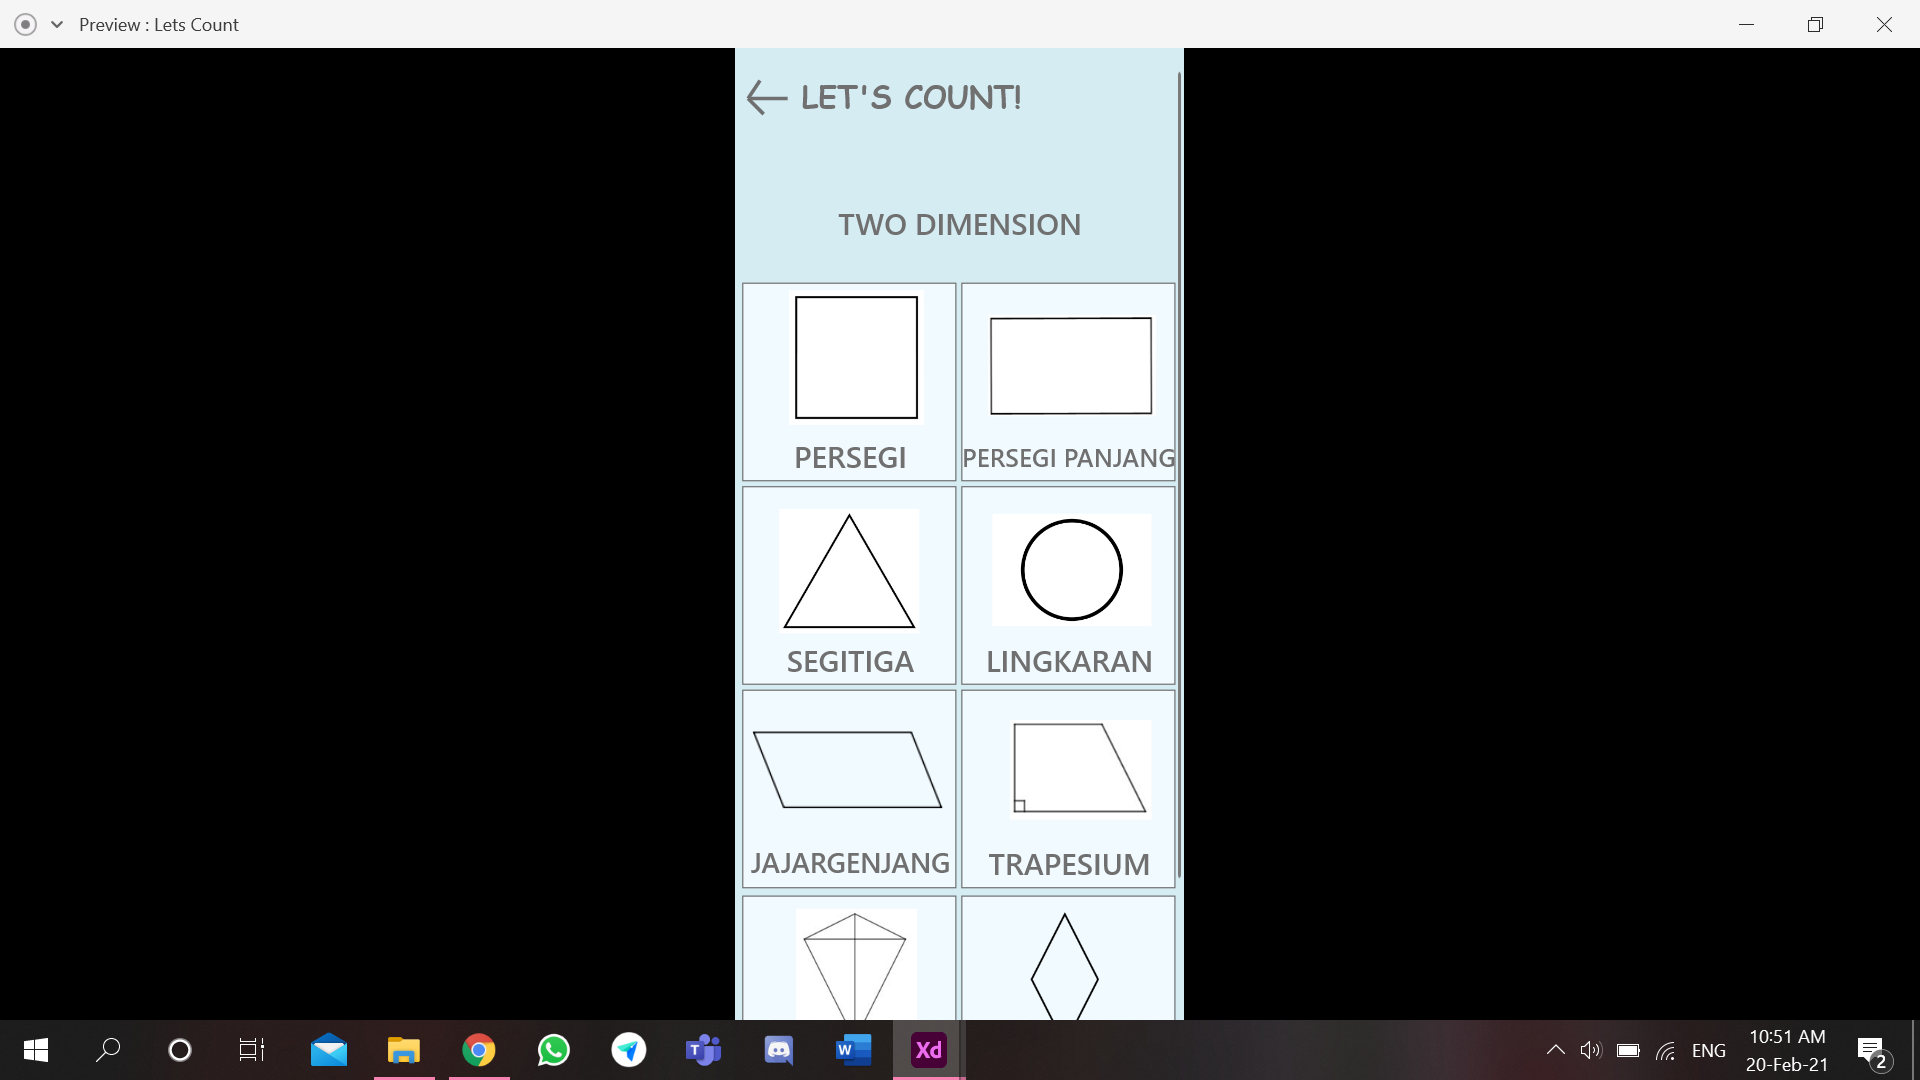 Preview : Lets Count
LET'S COUNT!
TWO DIMENSION
PERSEGI
PERSEGI PANJANG
SEGITIGA
LINGKARAN
JAJARGENJANG
TRAPESIUM
T
W
Xd
ENG
10:51 AM
20-Feb-21
2